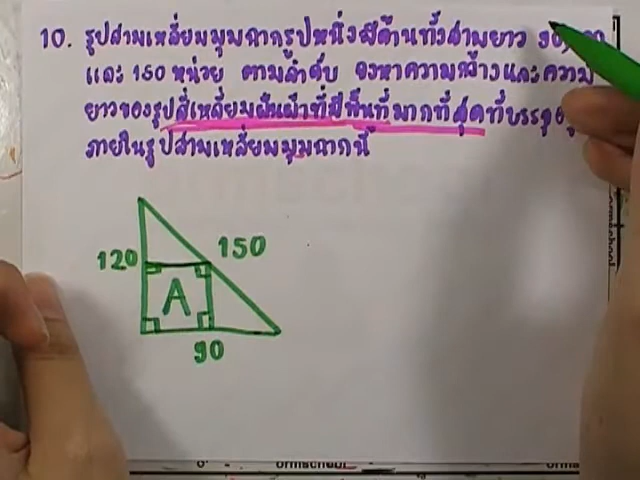 10. รูปสามเหลี่ยมมุมฉากรูปหนึ่งมีด้านทั้งสามยาว 90,
และ 150 หน่วย ตามลำดับ จงหาความกว้างและความ
ยาวของรูปสี่เหลี่ยมผืนผ้าที่มีพื้นที่มากที่สุดที่บรรจุ
ภายในรูปสามเหลี่ยมมุมฉากนี้
120
150
A
90
ormschool